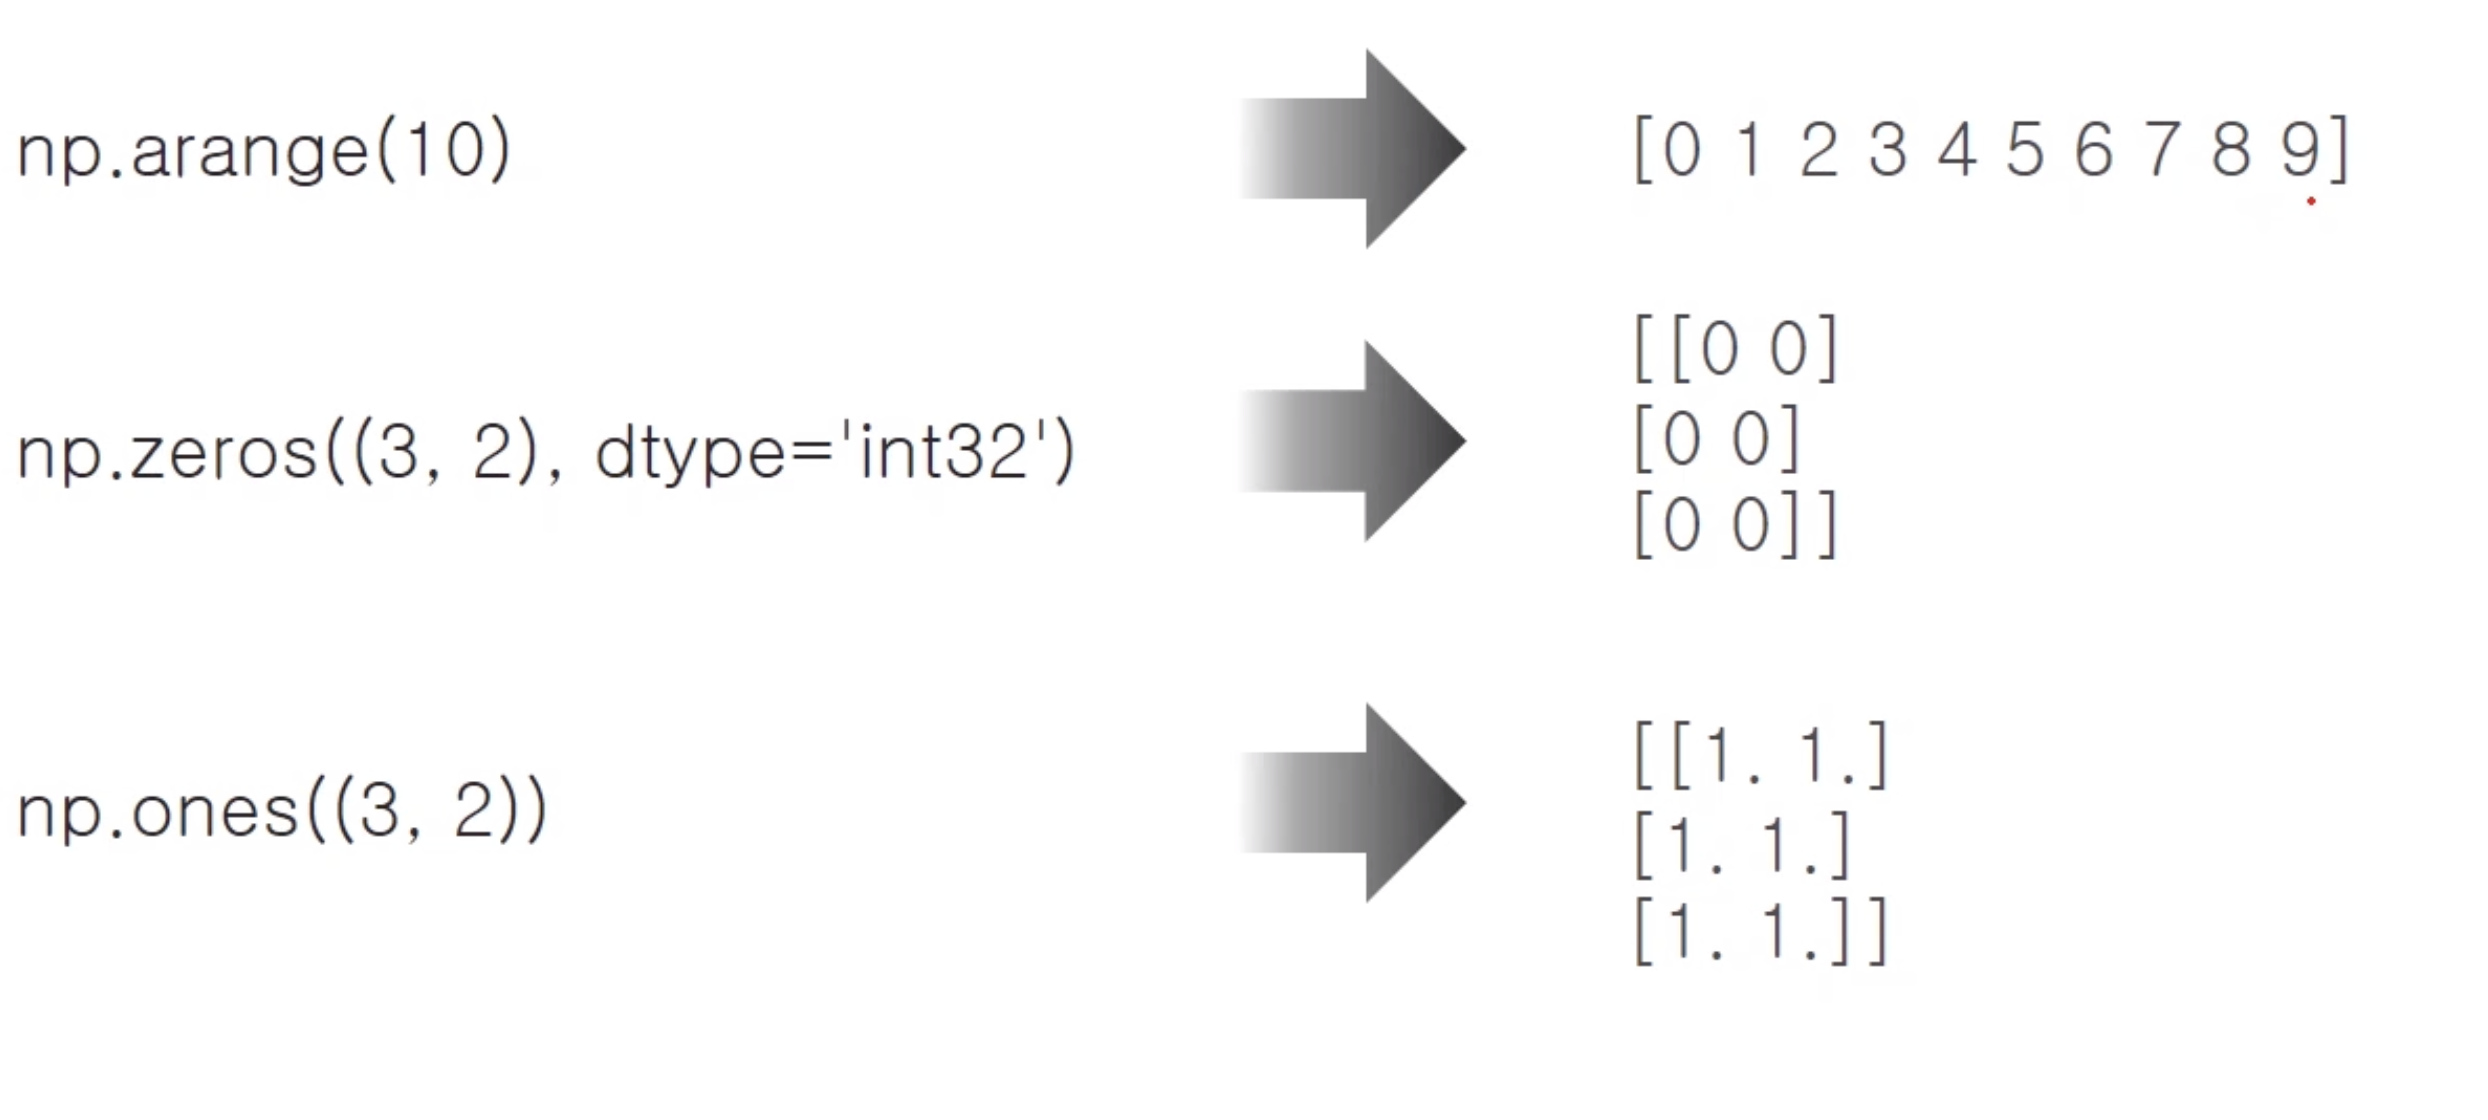 np.arange(10)
[0 1 2 3 4 5 6 7 8 9]
np.zeros((3, 2), dtype='int32')
[[0 0]
[0 0]
[0 0]]
np.ones((3, 2))
[[1. 1.]
[1. 1.]
[1. 1.]]